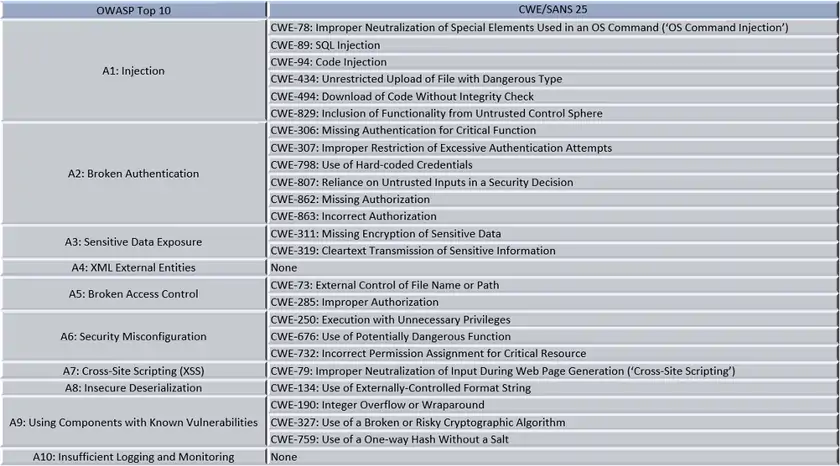 OWASP Top 10
CWE/SANS 25
A1: Injection
CWE-78: Improper Neutralization of Special Elements Used in an OS Command (‘OS Command Injection’)
CWE-89: SQL Injection
CWE-94: Code Injection
CWE-434: Unrestricted Upload of File with Dangerous Type
CWE-494: Download of Code Without Integrity Check
CWE-829: Inclusion of Functionality from Untrusted Control Sphere
A2: Broken Authentication
CWE-306: Missing Authentication for Critical Function
CWE-307: Improper Restriction of Excessive Authentication Attempts
CWE-798: Use of Hard-coded Credentials
CWE-807: Reliance on Untrusted Inputs in a Security Decision
CWE-862: Missing Authorization
CWE-863: Incorrect Authorization
A3: Sensitive Data Exposure
CWE-311: Missing Encryption of Sensitive Data
CWE-319: Cleartext Transmission of Sensitive Information
A4: XML External Entities
None
A5: Broken Access Control
CWE-73: External Control of File Name or Path
CWE-285: Improper Authorization
A6: Security Misconfiguration
CWE-250: Execution with Unnecessary Privileges
CWE-676: Use of Potentially Dangerous Function
CWE-732: Incorrect Permission Assignment for Critical Resource
A7: Cross-Site Scripting (XSS)
CWE-79: Improper Neutralization of Input During Web Page Generation (‘Cross-Site Scripting’)
A8: Insecure Deserialization
CWE-134: Use of Externally-Controlled Format String
A9: Using Components with Known Vulnerabilities
CWE-190: Integer Overflow or Wraparound
CWE-327: Use of a Broken or Risky Cryptographic Algorithm
CWE-759: Use of a One-way Hash Without a Salt
A10: Insufficient Logging and Monitoring
None